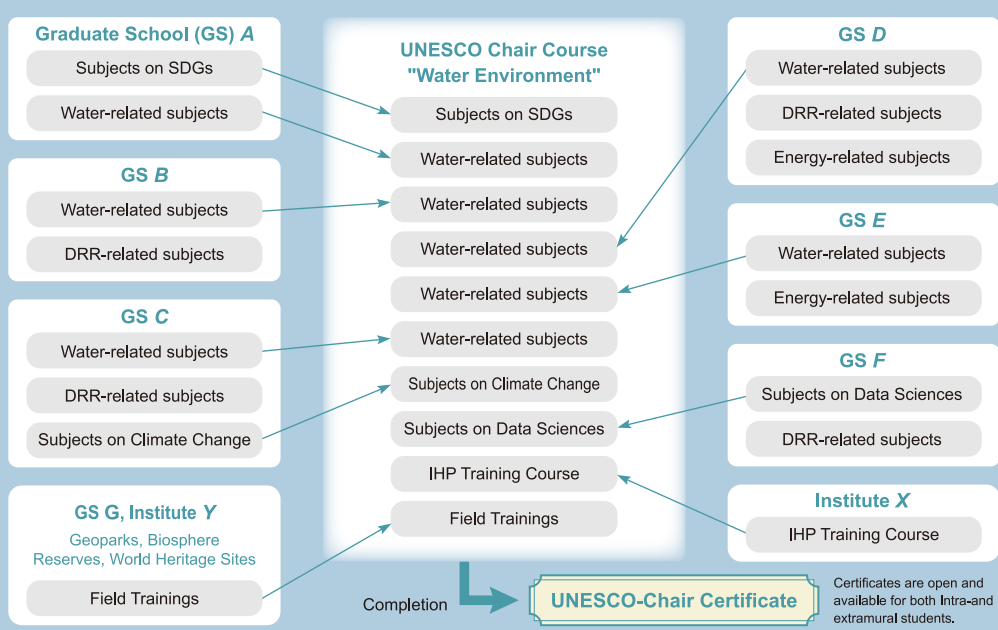 Graduate School (GS) A
Subjects on SDGs
Water-related subjects
GS B
Water-related subjects
DRR-related subjects
GS C
Water-related subjects
DRR-related subjects
Subjects on Climate Change
GS G, Institute Y
Geoparks, Biosphere
Reserves, World Heritage Sites
Field Trainings
UNESCO Chair Course
"Water Environment"
Subjects on SDGs
Water-related subjects
Water-related subjects
Water-related subjects
Water-related subjects
Water-related subjects
Subjects on Climate Change
Subjects on Data Sciences
IHP Training Course
Field Trainings
GS D
Water-related subjects
DRR-related subjects
Energy-related subjects
GS E
Water-related subjects
Energy-related subjects
GS F
Subjects on Data Sciences
DRR-related subjects
Institute X
IHP Training Course
Completion
UNESCO-Chair Certificate
Certificates are open and
available for both Intra-and
extramural students.